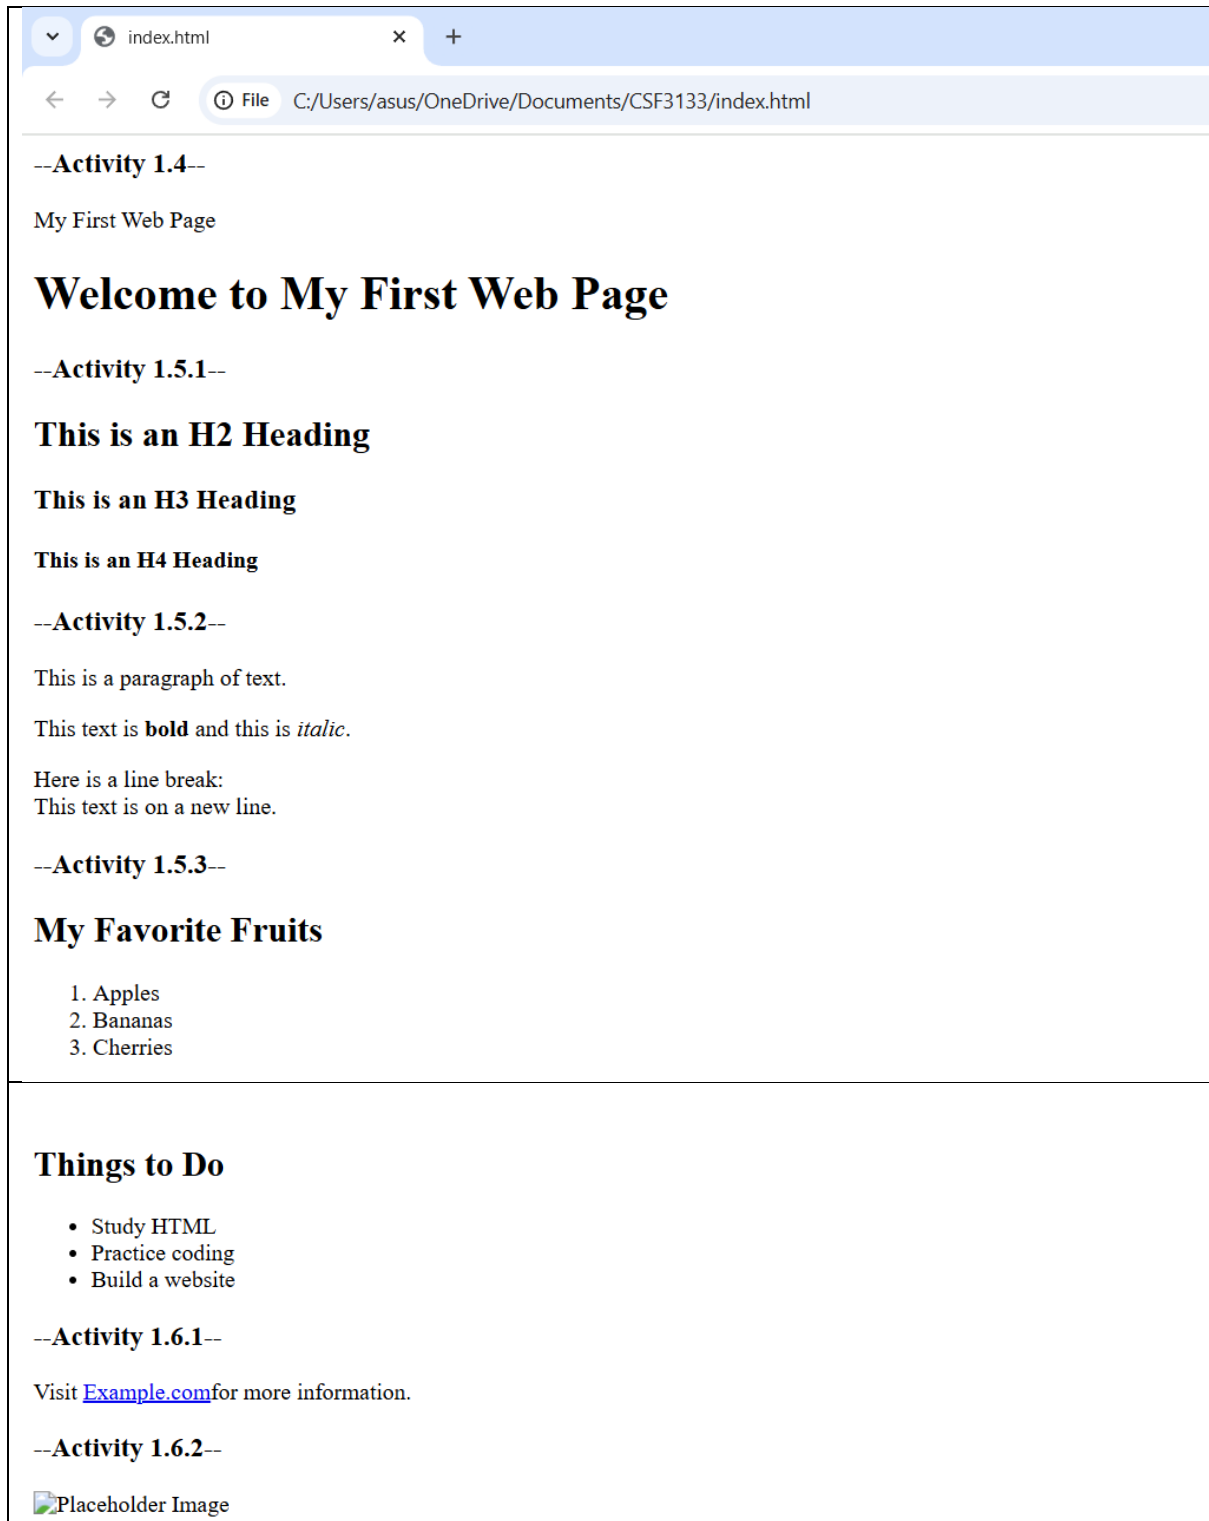 index.html
File C:/Users/asus/OneDrive/Documents/CSF3133/index.html
--Activity 1.4--
My First Web Page
Welcome to My First Web Page
--Activity 1.5.1--
This is an H2 Heading
This is an H3 Heading
This is an H4 Heading
--Activity 1.5.2--
This is a paragraph of text.
This text is bold and this is italic.
Here is a line break:
This text is on a new line.
--Activity 1.5.3--
My Favorite Fruits
1. Apples
2. Bananas
3. Cherries
Things to Do
• Study HTML
• Practice coding
• Build a website
--Activity 1.6.1--
Visit Example.comfor more information.
--Activity 1.6.2--
Placeholder Image